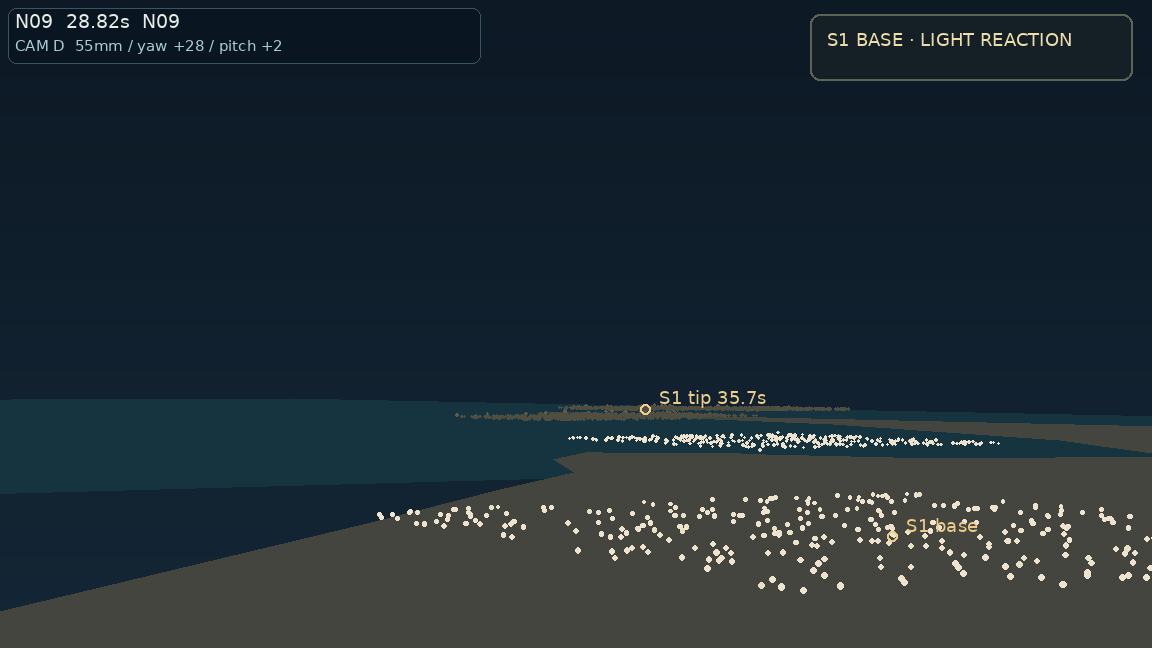 N09  28.82s  N09
CAM D  55mm / yaw +28 / pitch +2
S1 BASE · LIGHT REACTION
S1 tip 35.7s
S1 base